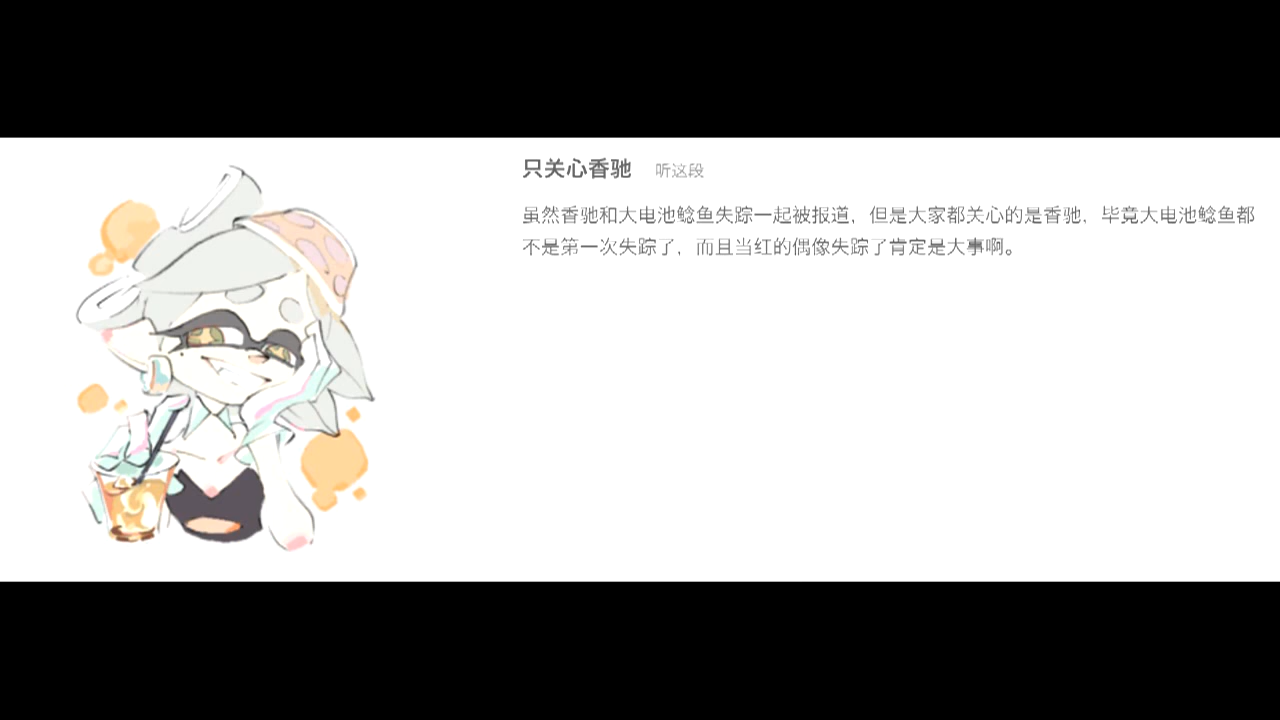 只关心香驰 听这段
虽然香驰和大电池鲶鱼失踪一起被报道，但是大家都关心的是香驰，毕竟大电池鲶鱼都
不是第一次失踪了，而且当红的偶像失踪了肯定是大事啊。